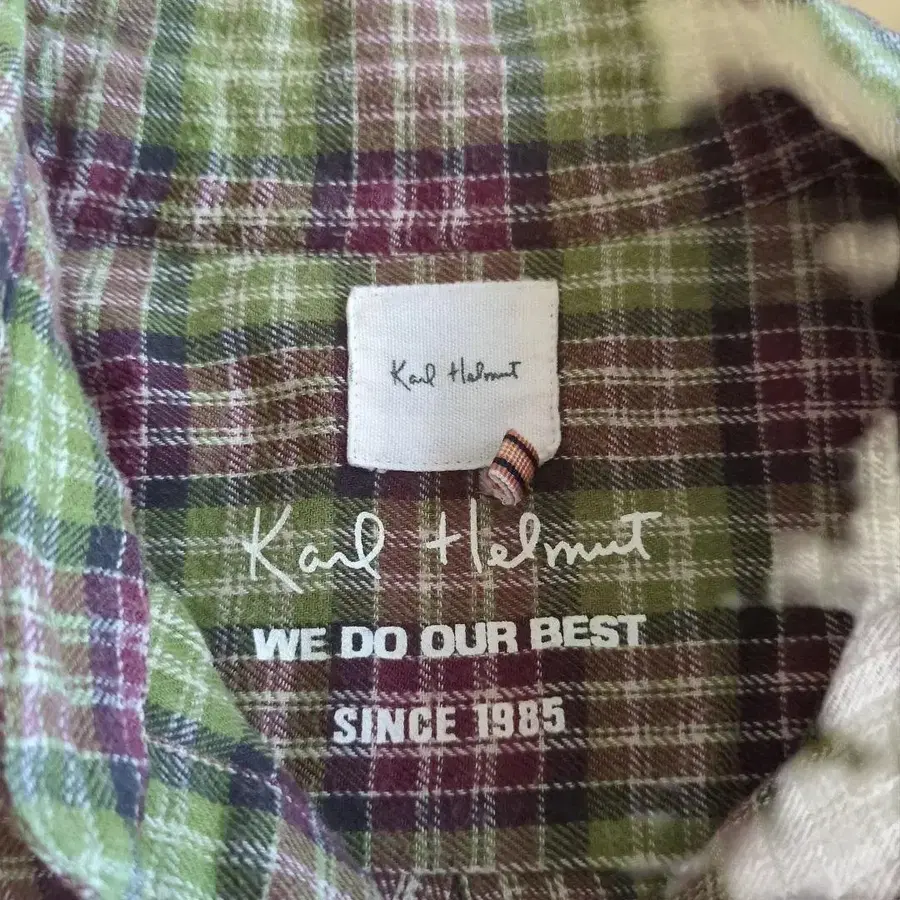 Karl Helmut
Karl Helmut
WE DO OUR BEST
SINCE 1985